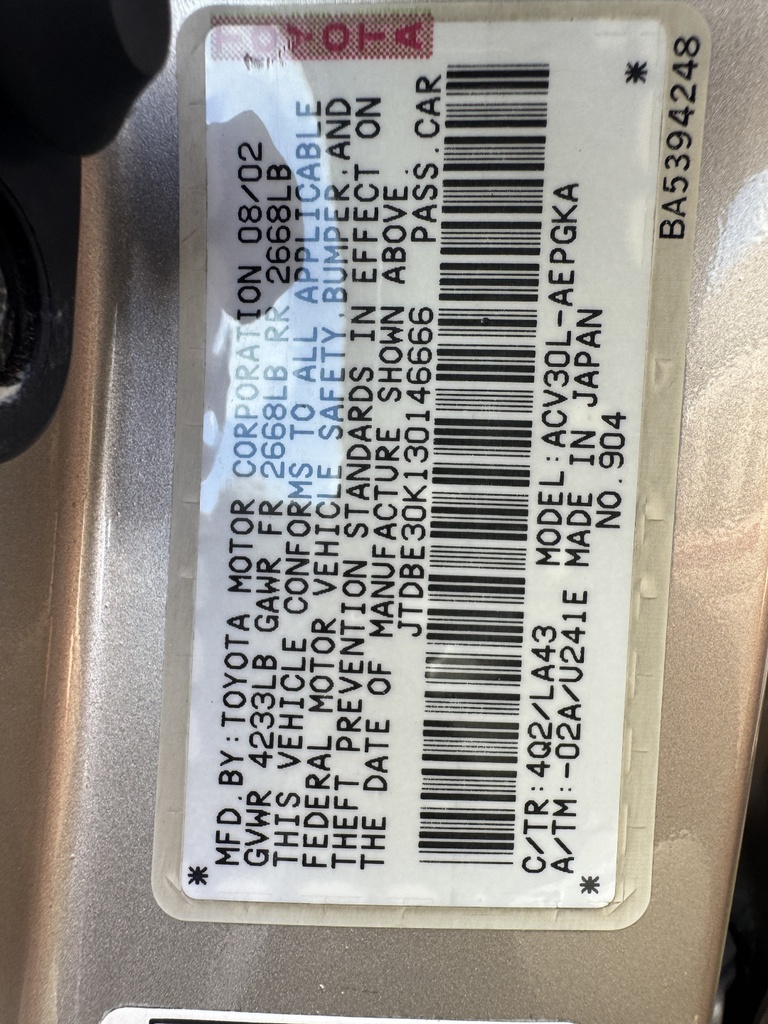 TOYOTA
MFD. BY: TOYOTA MOTOR CORPORATION 08/02
GVWR 4233LB GAWR FR 2668LB RR 2668LB
THIS VEHICLE CONFORMS TO ALL APPLICABLE
FEDERAL MOTOR VEHICLE SAFETY, BUMPER, AND
THEFT PREVENTION STANDARDS IN EFFECT ON
THE DATE OF MANUFACTURE SHOWN ABOVE.
JTDBE30K130146666 PASS. CAR
C/TR: 4Q2/LA43 MODEL: ACV30L-AEPGKA
A/TM: -02A/U241E MADE IN JAPAN
NO. 904
BA5394248